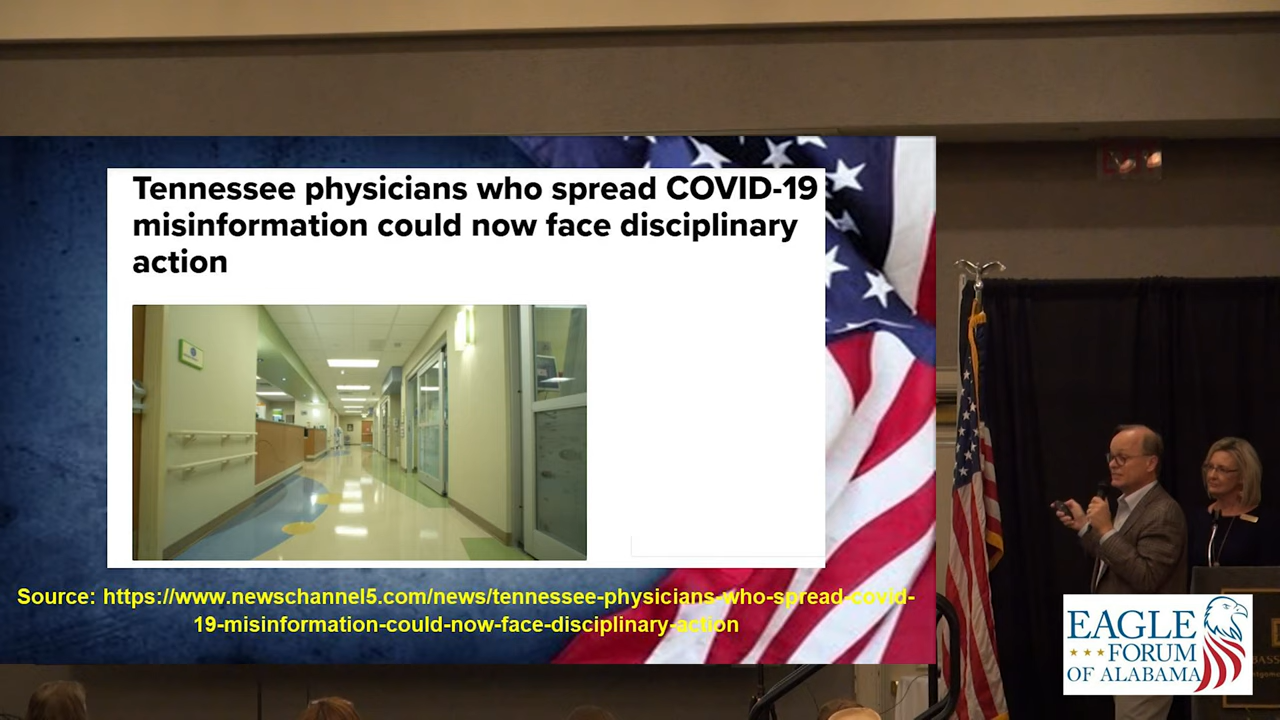 Tennessee physicians who spread COVID-19
misinformation could now face disciplinary
action
Source: https://www.newschannel5.com/news/tennessee-physicians-who-spread-covid-
19-misinformation-could-now-face-disciplinary-action
EAGLE
FORUM
OF ALABAMA